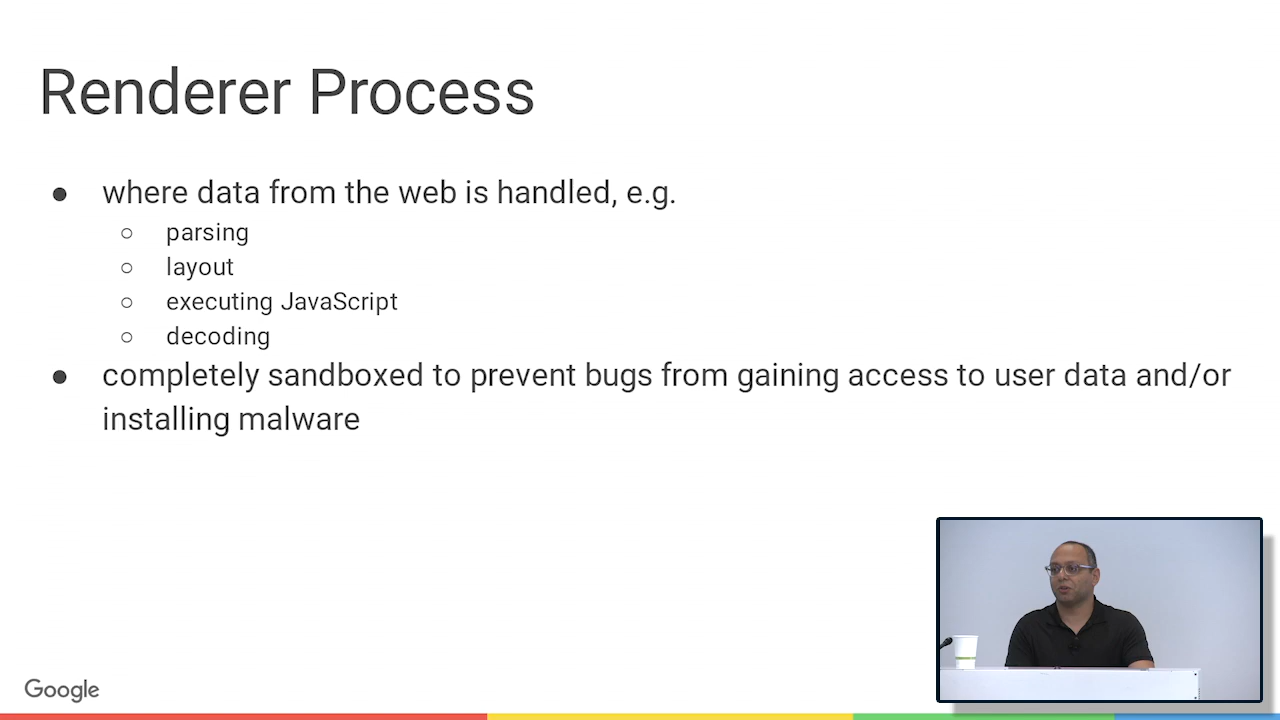 Renderer Process
● where data from the web is handled, e.g.
○ parsing
○ layout
○ executing JavaScript
○ decoding
● completely sandboxed to prevent bugs from gaining access to user data and/or
installing malware
Google